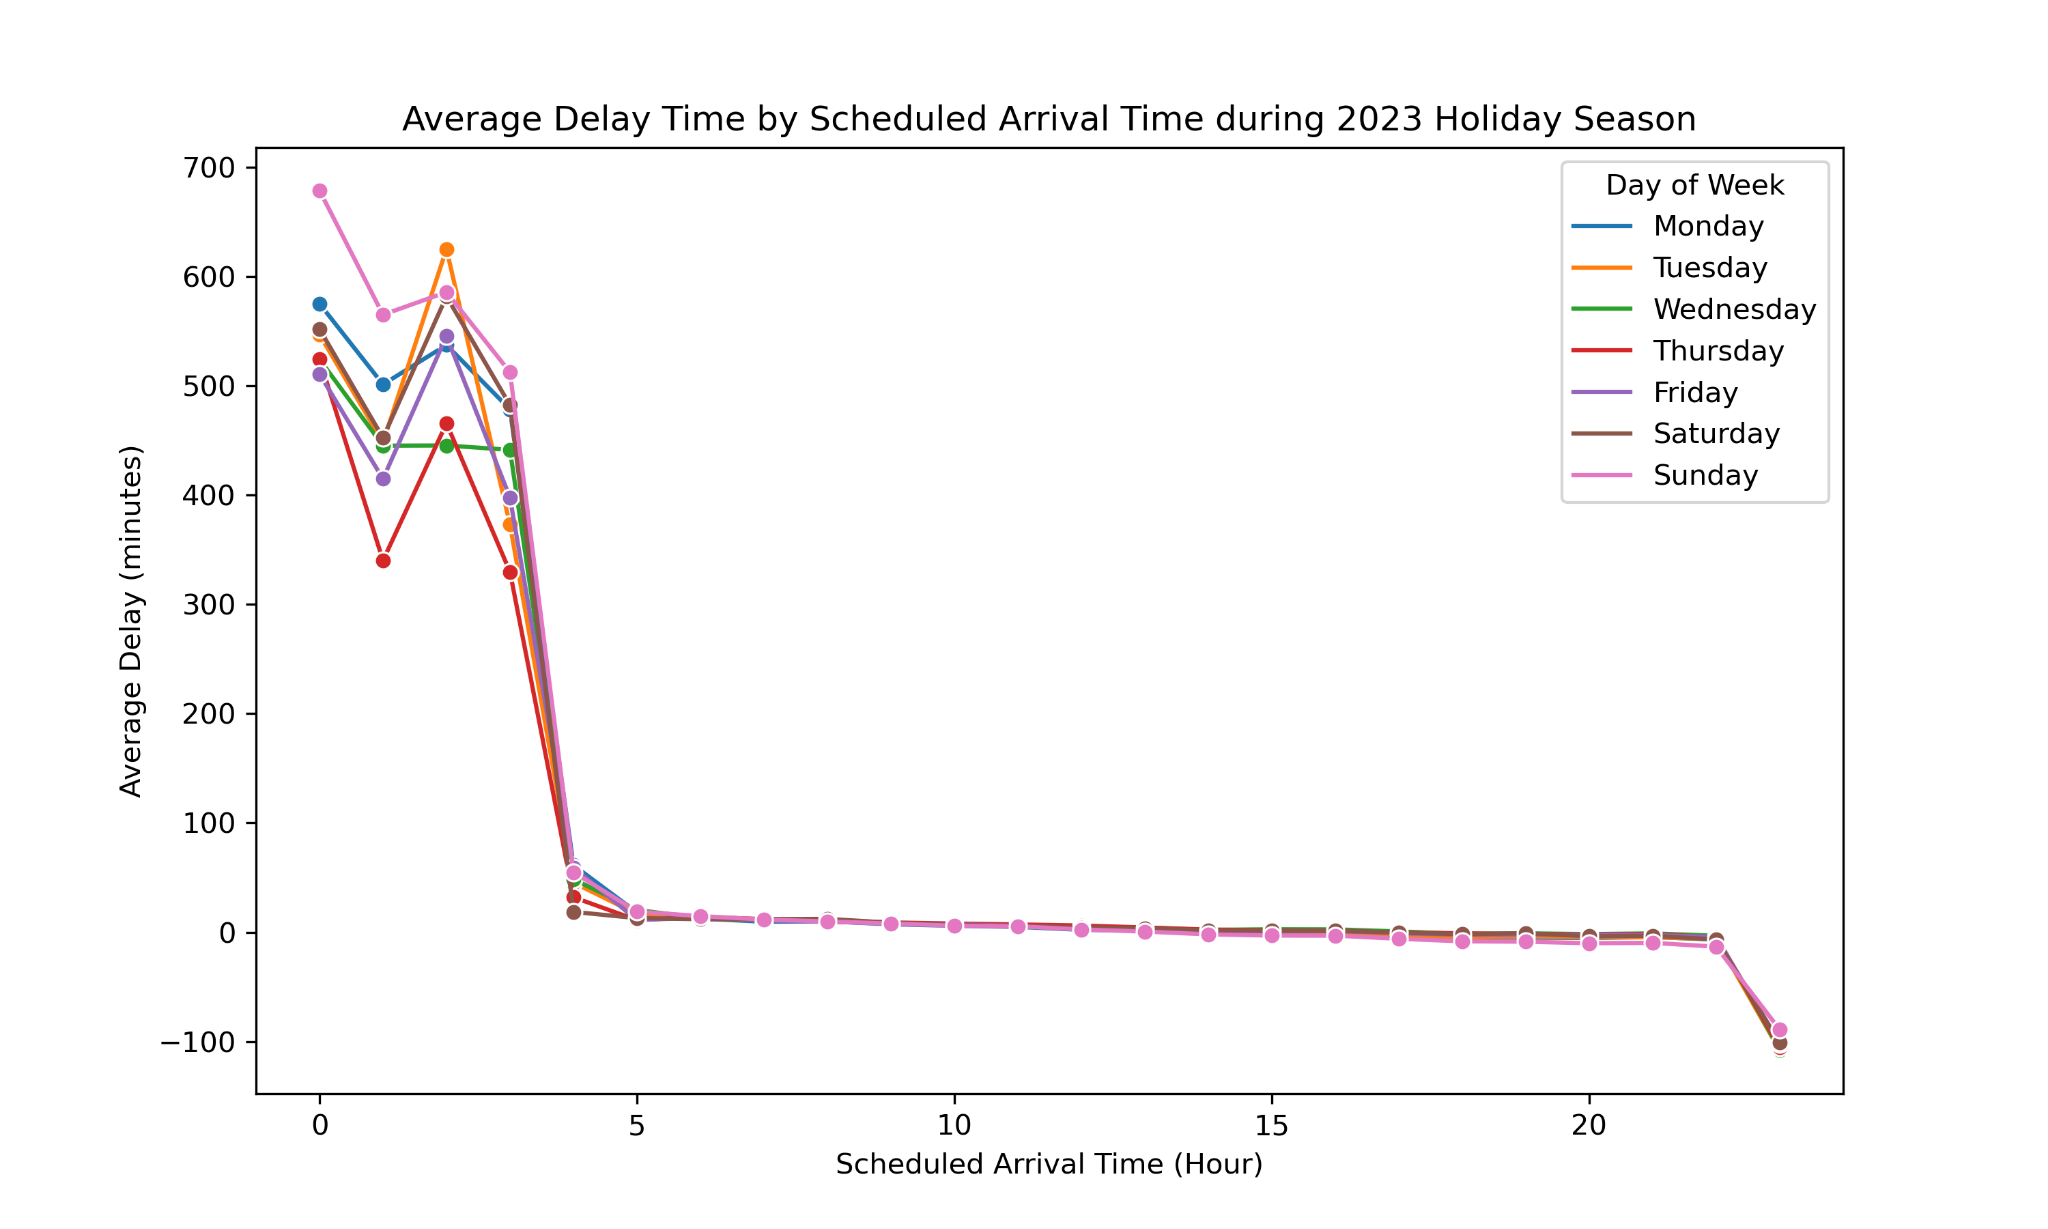 Average Delay Time by Scheduled Arrival Time during 2023 Holiday Season
700
600
500
400
300
200
100
0
−100
Average Delay (minutes)
Day of Week
Monday
Tuesday
Wednesday
Thursday
Friday
Saturday
Sunday
0 5 10 15 20
Scheduled Arrival Time (Hour)